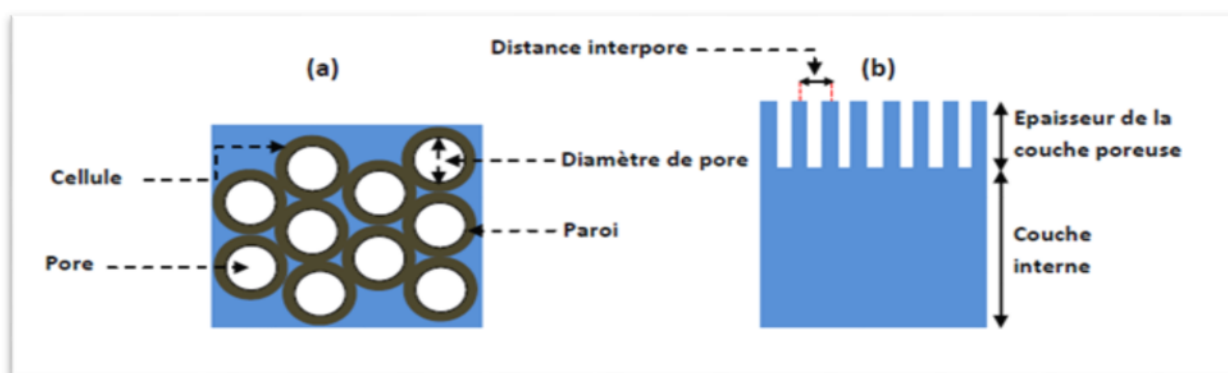 Distance interpore
(a)
(b)
Cellule
Pore
Diamètre de pore
Paroi
Epaisseur de la
couche poreuse
Couche
interne